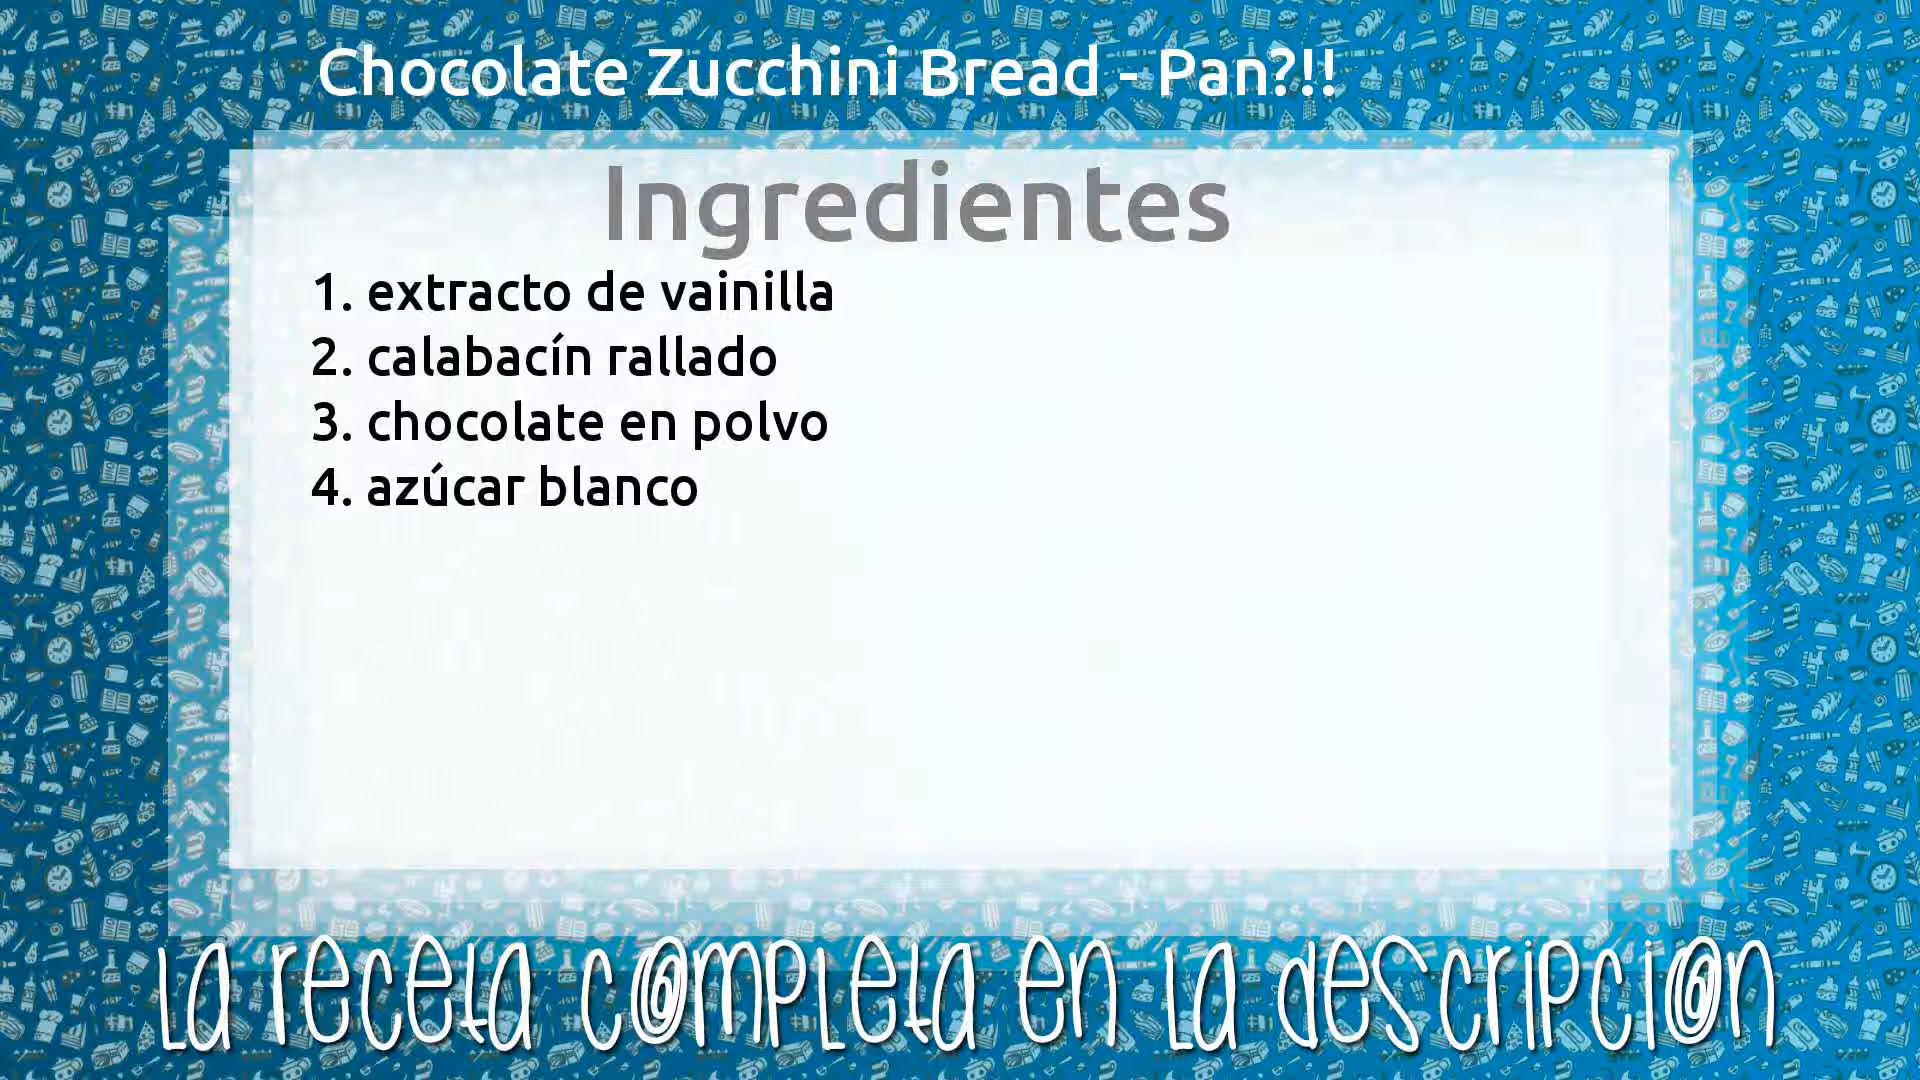 Chocolate Zucchini Bread - Pan?!!
Ingredientes
1. extracto de vainilla
2. calabacín rallado
3. chocolate en polvo
4. azúcar blanco
La receta completa en la descripción